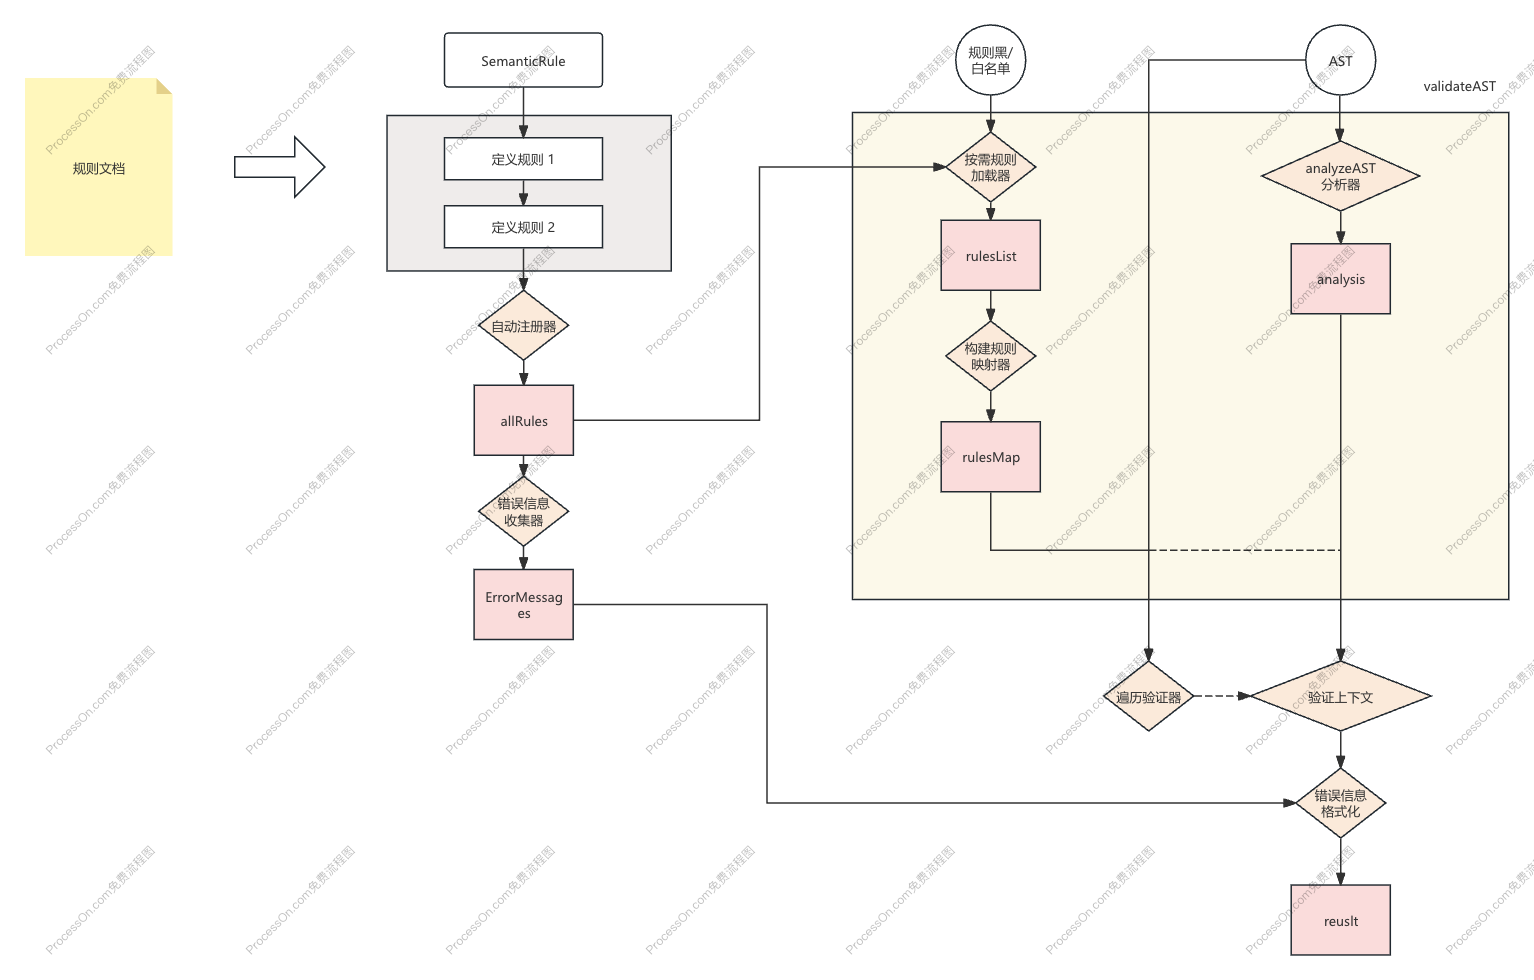 规则文档
SemanticRule
定义规则 1
定义规则 2
自动注册器
allRules
错误信息
收集器
ErrorMessag
es
规则黑/
白名单
AST
validateAST
按需规则
加载器
rulesList
构建规则
映射器
rulesMap
analyzeAST
分析器
analysis
遍历验证器
验证上下文
错误信息
格式化
reuslt
ProcessOn.com免费流程图